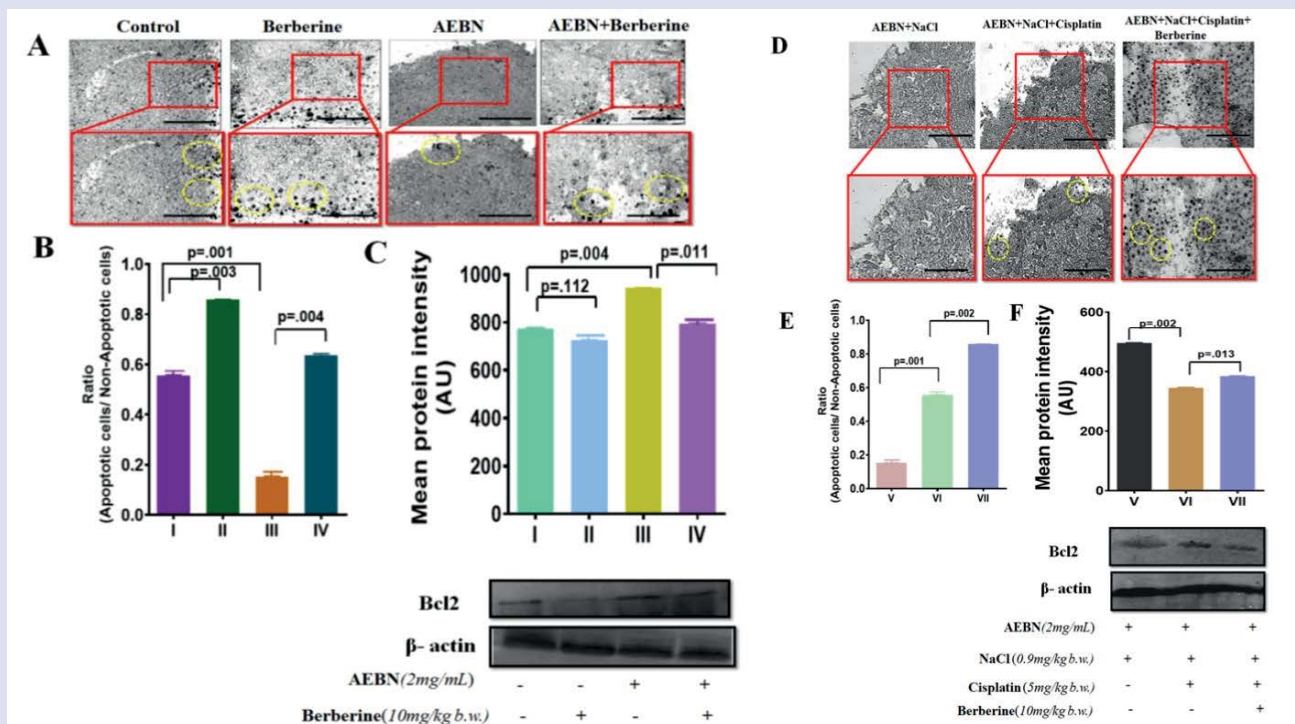 A
Control
Berberine
AEBN
AEBN+Berberine
B
p=.001
p=.003
p=.004
Ratio
(Apoptotic cells/ Non-Apoptotic cells)
1.0
0.8
0.6
0.4
0.2
0.0
I
II
III
IV
C
p=.004
p=.011
p=.112
Mean protein intensity
(AU)
1000
800
600
400
200
0
I
II
III
IV
Bcl2
β- actin
AEBN(2mg/mL) - - + +
Berberine(10mg/kg b.w.) - + - +
D
AEBN+NaCl
AEBN+NaCl+Cisplatin
AEBN+NaCl+Cisplatin+
Berberine
E
p=.002
p=.001
Ratio
(Apoptotic cells/ Non-Apoptotic cells)
1.0
0.8
0.6
0.4
0.2
0.0
V
VI
VII
F
p=.002
p=.013
Mean protein intensity
(AU)
600
400
200
0
V
VI
VII
Bcl2
β- actin
AEBN(2mg/mL) + + +
NaCl(0.9mg/kg b.w.) + + +
Cisplatin(5mg/kg b.w.) - + +
Berberine(10mg/kg b.w.) - - +